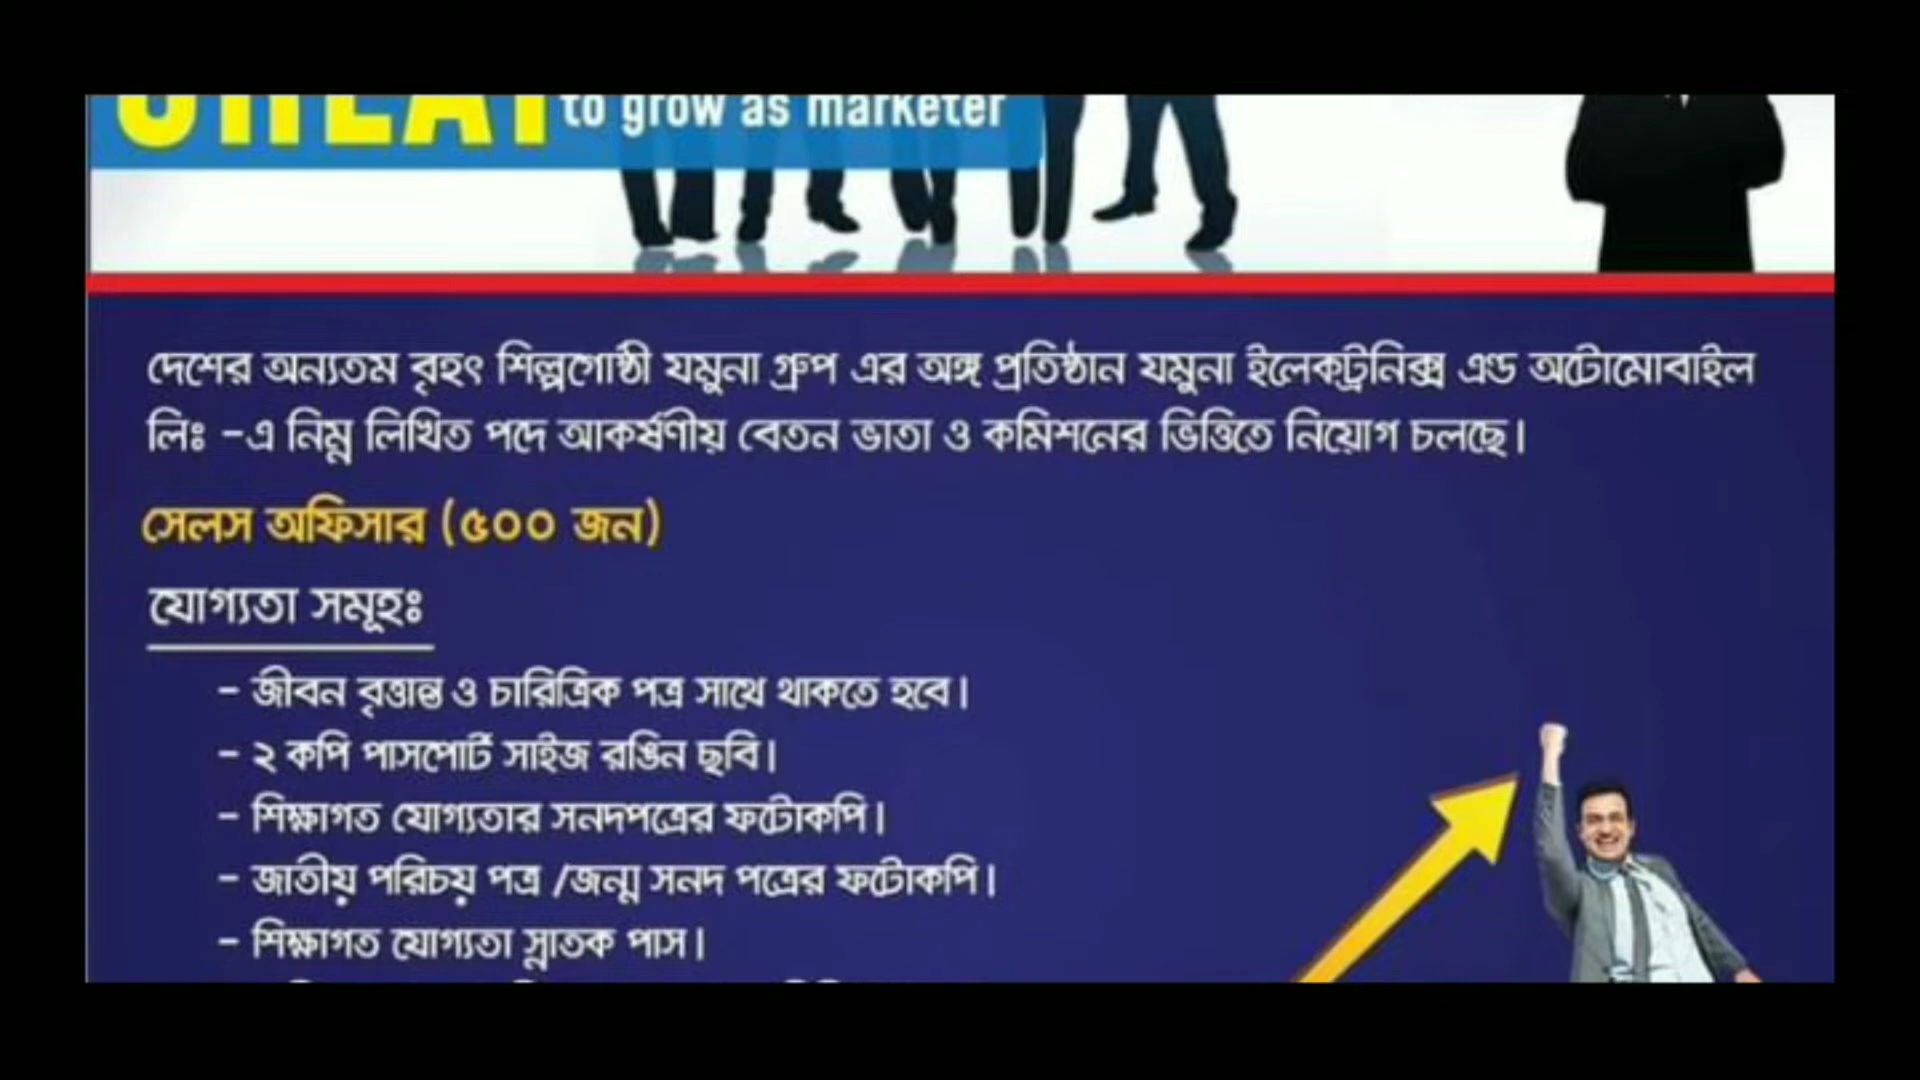 GREAT to grow as marketer
দেশের অন্যতম বৃহৎ শিল্পগোষ্ঠী যমুনা গ্রুপ এর অঙ্গ প্রতিষ্ঠান যমুনা ইলেকট্রনিক্স এণ্ড অটোমোবাইল
লিঃ -এ নিম্ন লিখিত পদে আকর্ষণীয় বেতন ভাতা ও কমিশনের ভিত্তিতে নিয়োগ চলছে।
সেলস অফিসার (৫০০ জন)
যোগ্যতা সমূহঃ
- জীবন বৃত্তান্ত ও চারিত্রিক পত্র সাথে থাকতে হবে।
- ২ কপি পাসপোর্ট সাইজ রঙিন ছবি।
- শিক্ষাগত যোগ্যতার সনদপত্রের ফটোকপি।
- জাতীয় পরিচয় পত্র /জন্ম সনদ পত্রের ফটোকপি।
- শিক্ষাগত যোগ্যতা স্নাতক পাস।